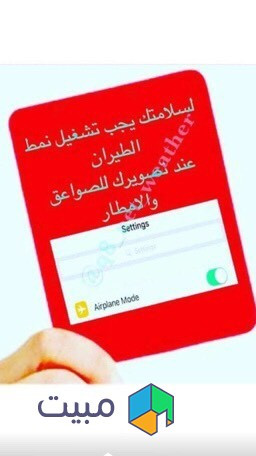 لسلامتك يجب تشغيل نمط
الطيران
عند تصويرك للصواعق
والامطار
Settings
Airplane Mode
مبيت